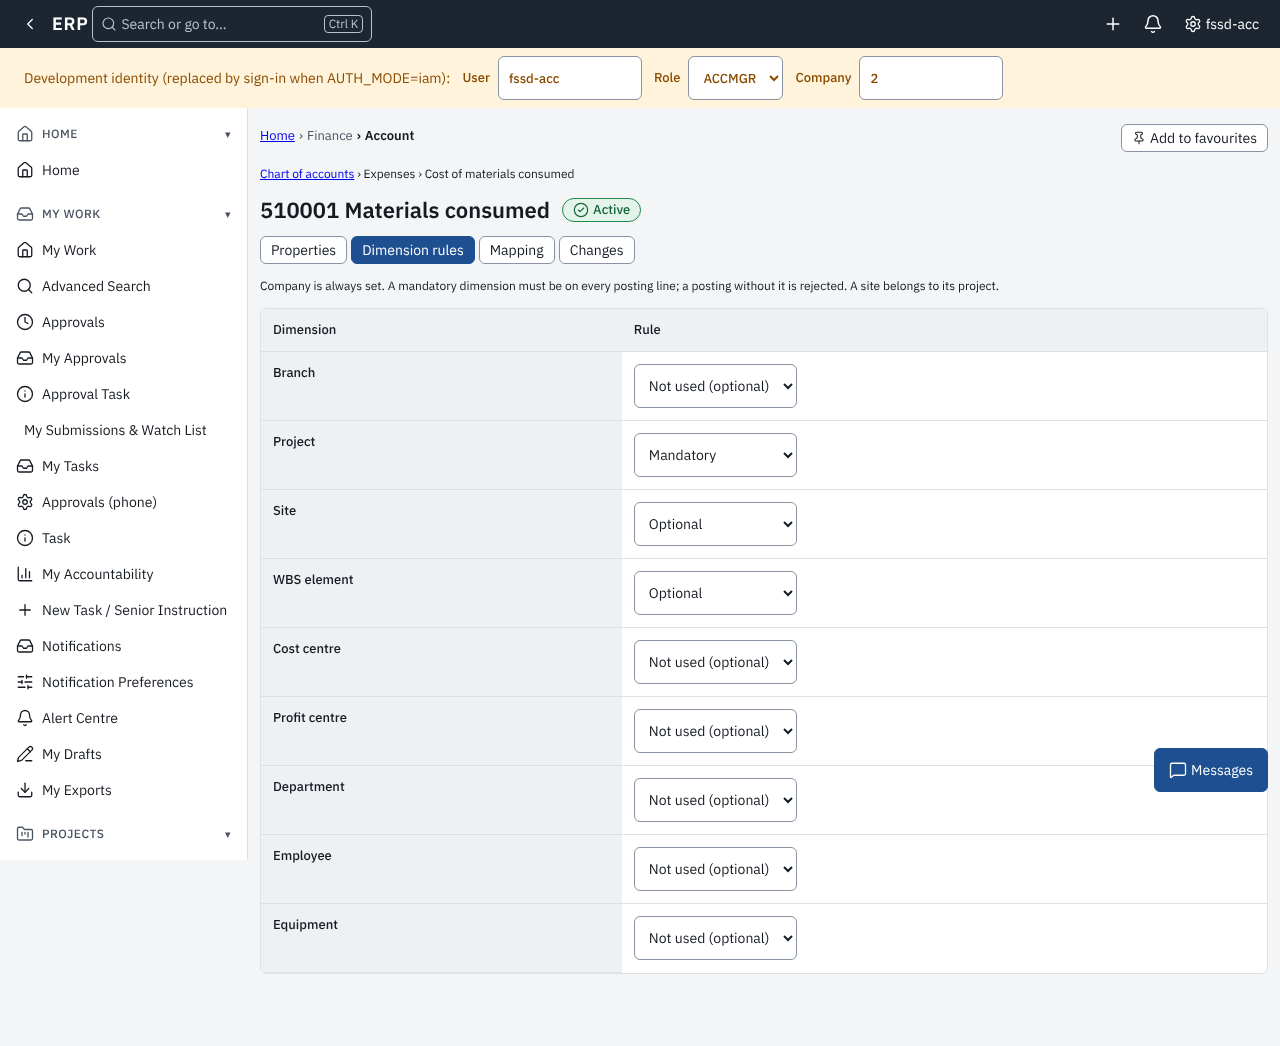 ERP
Search or go to...
Ctrl K
fssd-acc
Development identity (replaced by sign-in when AUTH_MODE=iam):
User
fssd-acc
Role
ACCMGR
Company
2
HOME
Home
MY WORK
My Work
Advanced Search
Approvals
My Approvals
Approval Task
My Submissions & Watch List
My Tasks
Approvals (phone)
Task
My Accountability
New Task / Senior Instruction
Notifications
Notification Preferences
Alert Centre
My Drafts
My Exports
PROJECTS
Home › Finance › Account
Add to favourites
Chart of accounts › Expenses › Cost of materials consumed
510001 Materials consumed
Active
Properties
Dimension rules
Mapping
Changes
Company is always set. A mandatory dimension must be on every posting line; a posting without it is rejected. A site belongs to its project.
Dimension
Rule
Branch
Not used (optional)
Project
Mandatory
Site
Optional
WBS element
Optional
Cost centre
Not used (optional)
Profit centre
Not used (optional)
Department
Not used (optional)
Employee
Not used (optional)
Equipment
Not used (optional)
Messages